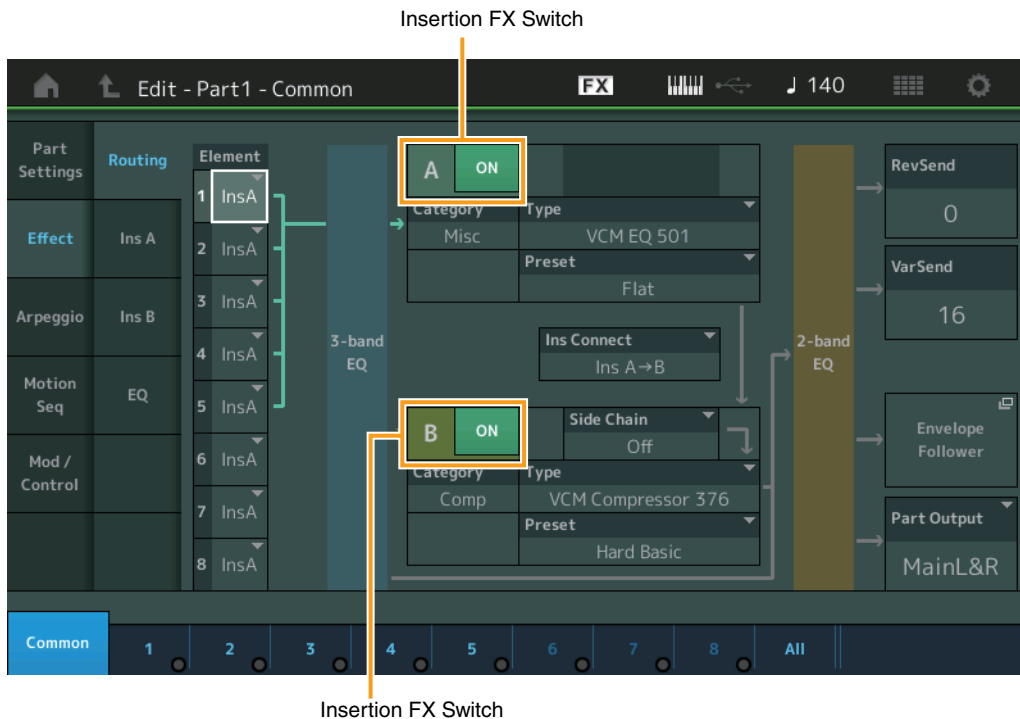 Insertion FX Switch
Edit - Part1 - Common
FX
♩ 140
Part
Settings
Effect
Arpeggio
Motion
Seq
Mod /
Control
Routing
Ins A
Ins B
EQ
Element
1 InsA
2 InsA
3 InsA
4 InsA
5 InsA
6 InsA
7 InsA
8 InsA
3-band
EQ
A ON
Category
Misc
Type
VCM EQ 501
Preset
Flat
Ins Connect
Ins A→B
B ON
Side Chain
Off
Category
Comp
Type
VCM Compressor 376
Preset
Hard Basic
2-band
EQ
RevSend
0
VarSend
16
Envelope
Follower
Part Output
MainL&R
Common 1 2 3 4 5 6 7 8 All
Insertion FX Switch